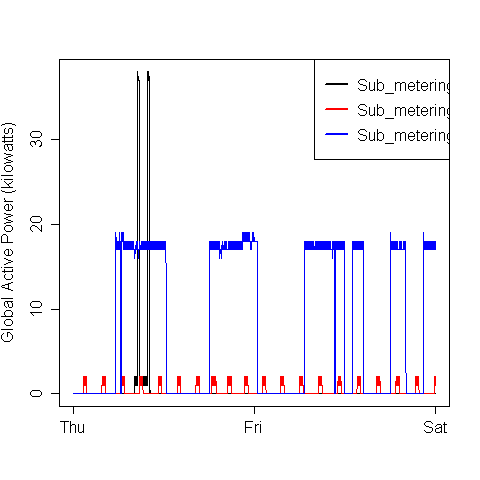 Sub_metering
Sub_metering
Sub_metering
Global Active Power (kilowatts)
30
20
10
0
Thu
Fri
Sat